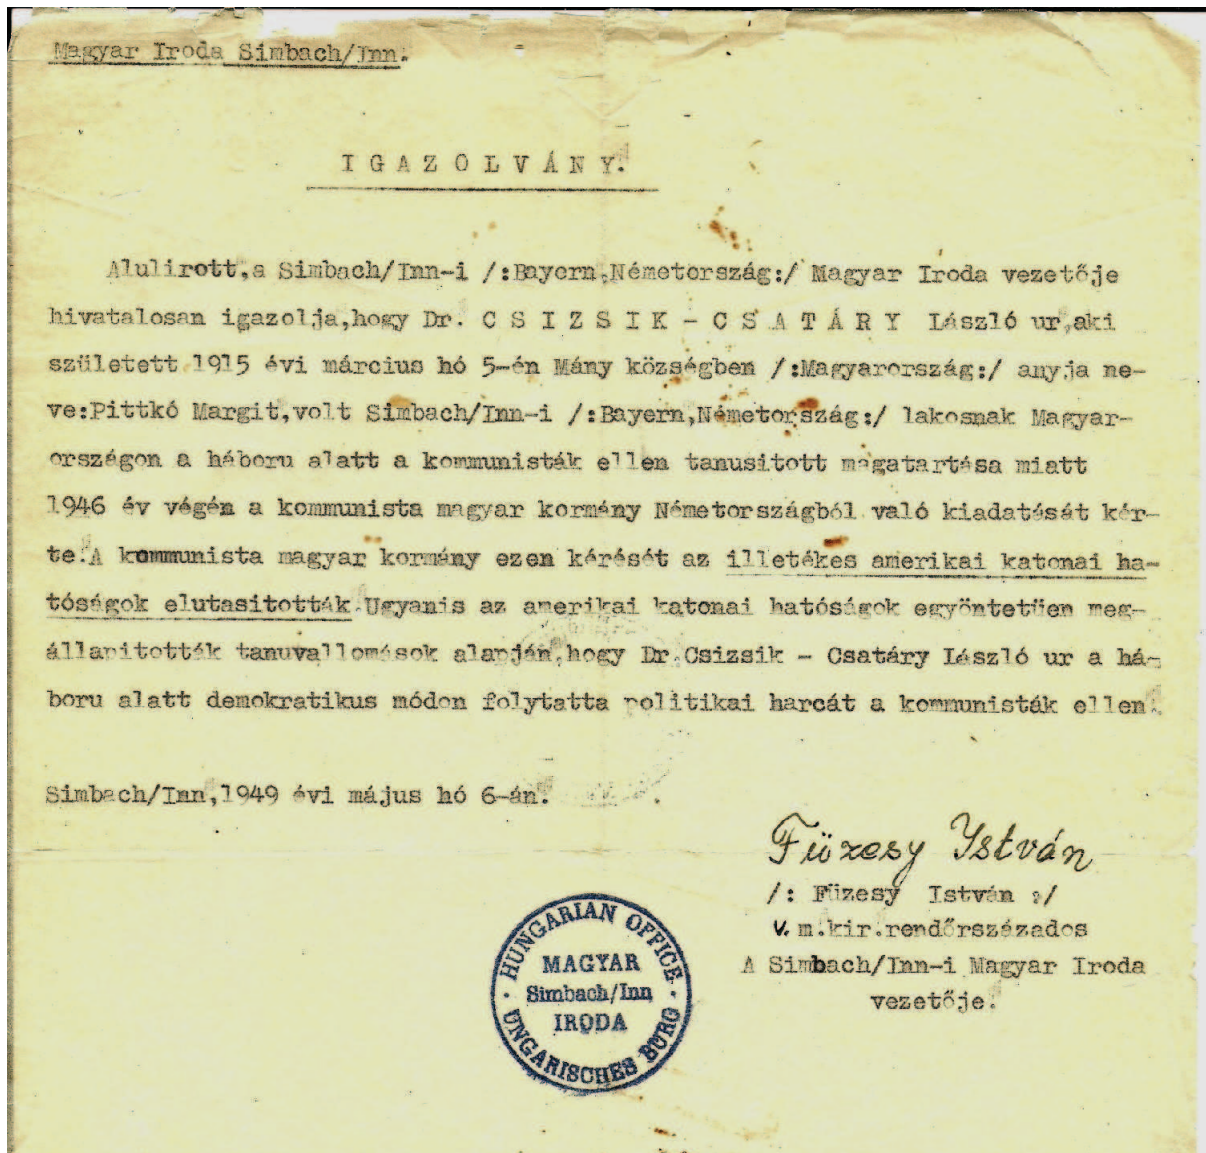 Magyar Iroda Simbach/Inn.
I G A Z O L V Á N Y.
Alulirott,a Simbach/Inn-i /:Bayern,Németország:/ Magyar Iroda vezetője
hivatalosan igazolja,hogy Dr. C S I Z S I K - C S A T Á R Y László ur,aki
született 1915 évi március hó 5-én Mány községben /:Magyarország:/ anyja ne-
ve:Pittkó Margit,volt Simbach/Inn-i /:Bayern,Németország:/ lakosnak Magyar-
országon a háboru alatt a kommunisták ellen tanusitott magatartása miatt
1946 év végén a kommunista magyar kormány Németországból való kiadatását kér-
te.A kommunista magyar kormány ezen kérését az illetékes amerikai katonai ha-
tóságok elutasitották.Ugyanis az amerikai katonai hatóságok egyöntetüen meg-
állapitották tanuvallomások alapján,hogy Dr.Csizsik - Csatáry László ur a há-
boru alatt demokratikus módon folytatta politikai harcát a kommunisták ellen.
Simbach/Inn,1949 évi május hó 6-án.
Füzesy István
/: Füzesy István :/
v. m.kir.rendőrszázados
A Simbach/Inn-i Magyar Iroda
vezetője.
HUNGARIAN OFFICE
MAGYAR
Simbach/Inn
IRODA
UNGARISCHES BÜRO